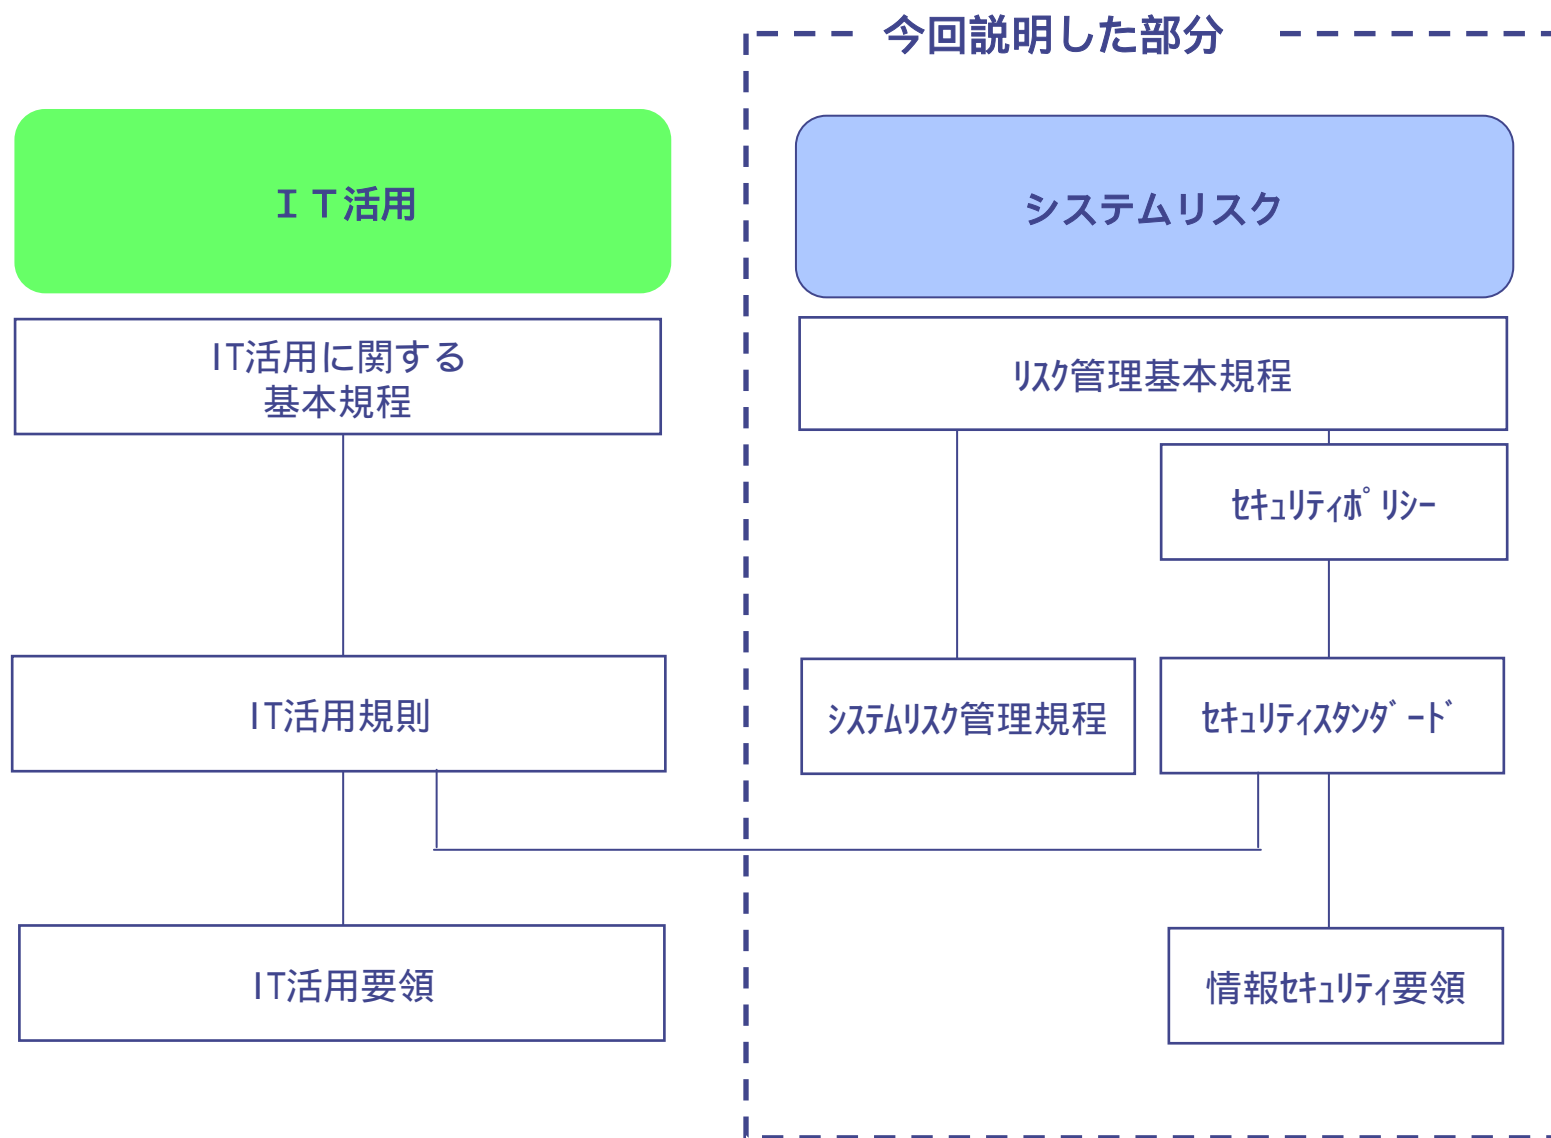 今回説明した部分
ＩＴ活用
システムリスク
IT活用に関する
基本規程
ﾘｽｸ管理基本規程
ｾｷｭﾘﾃｨﾎﾟﾘｼｰ
IT活用規則
ｼｽﾃﾑﾘｽｸ管理規程
ｾｷｭﾘﾃｨｽﾀﾝﾀﾞｰﾄﾞ
IT活用要領
情報ｾｷｭﾘﾃｨ要領